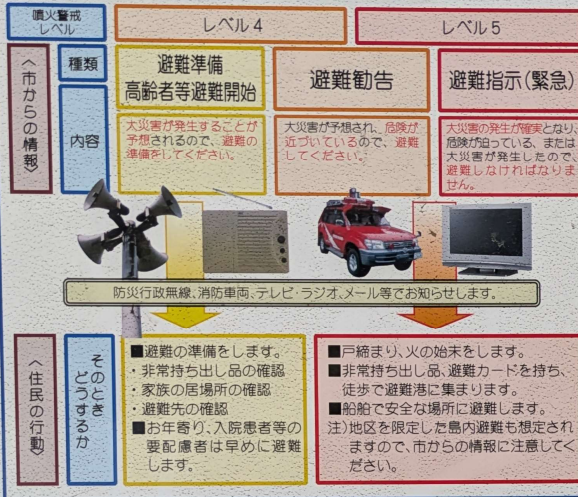 噴火警戒
レベル
レベル4
レベル5
〈市からの情報〉
種類
避難準備
高齢者等避難開始
避難勧告
避難指示(緊急)
内容
大災害が発生することが
予想されるので、避難の
準備をしてください。
大災害が予想され、危険が
近づいているので、避難
してください。
大災害の発生が確実となり、
危険が迫っている、または
大災害が発生したので、
避難しなければなりま
せん。
防災行政無線、消防車両、テレビ・ラジオ、メール等でお知らせします。
〈住民の行動〉
そのとき
どうするか
■避難の準備をします。
・非常持ち出し品の確認
・家族の居場所の確認
・避難先の確認
■お年寄り、入院患者等の
要配慮者は早めに避難
します。
■戸締まり、火の始末をします。
■非常持ち出し品、避難カードを持ち、
徒歩で避難港に集まります。
■船舶で安全な場所に避難します。
注)地区を限定した島内避難も想定され
ますので、市からの情報に注意してく
ださい。